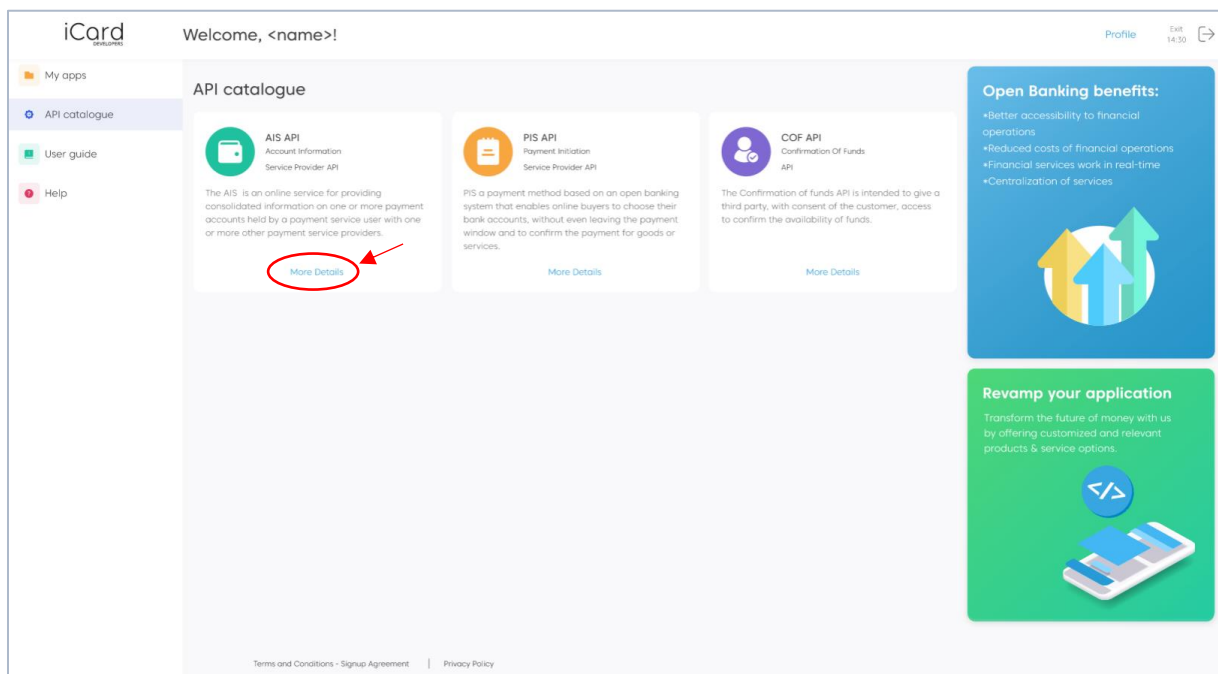 iCard
DEVELOPERS
Welcome, <name>!
Profile
Exit
14:30
My apps
API catalogue
User guide
Help
API catalogue
AIS API
Account Information
Service Provider API
The AIS is an online service for providing
consolidated information on one or more payment
accounts held by a payment service user with one
or more other payment service providers.
More Details
PIS API
Payment Initiation
Service Provider API
PIS a payment method based on an open banking
system that enables online buyers to choose their
bank accounts, without even leaving the payment
window and to confirm the payment for goods or
services.
More Details
COF API
Confirmation Of Funds
API
The Confirmation of funds API is intended to give a
third party, with consent of the customer, access
to confirm the availability of funds.
More Details
Open Banking benefits:
*Better accessibility to financial
operations
*Reduced costs of financial operations
*Financial services work in real-time
*Centralization of services
Revamp your application
Transform the future of money with us
by offering customized and relevant
products & service options.
</>
Terms and Conditions - Signup Agreement | Privacy Policy